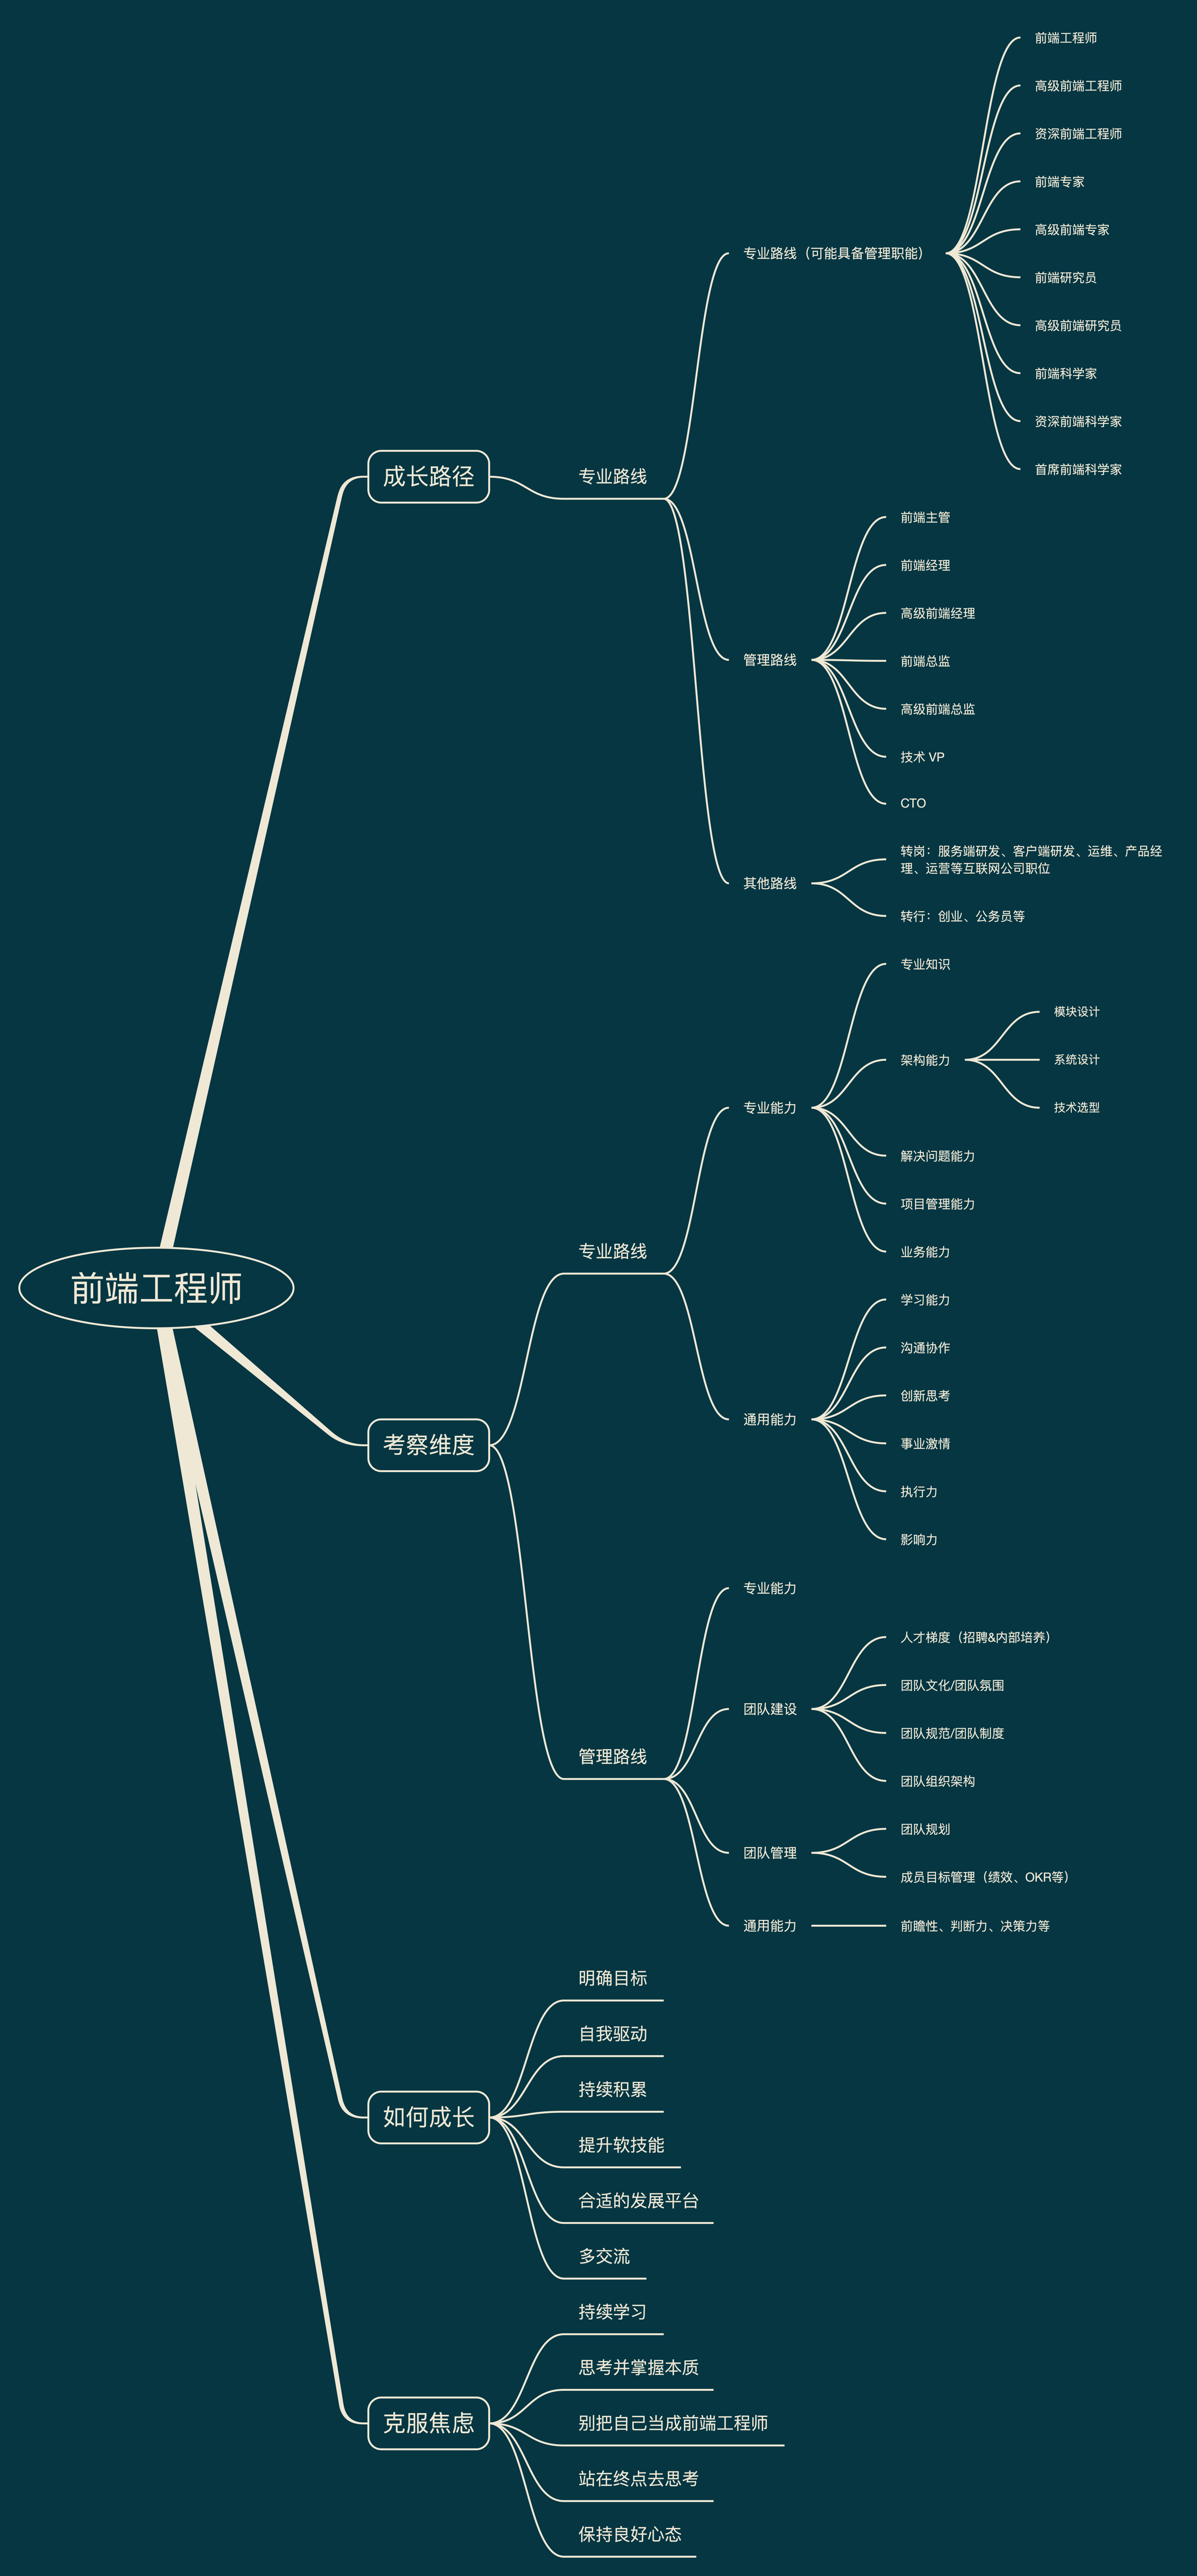 前端工程师
成长路径
专业路线
专业路线（可能具备管理职能）
前端工程师
高级前端工程师
资深前端工程师
前端专家
高级前端专家
前端研究员
高级前端研究员
前端科学家
资深前端科学家
首席前端科学家
管理路线
前端主管
前端经理
高级前端经理
前端总监
高级前端总监
技术 VP
CTO
其他路线
转岗：服务端研发、客户端研发、运维、产品经
理、运营等互联网公司职位
转行：创业、公务员等
考察维度
专业路线
专业能力
专业知识
架构能力
模块设计
系统设计
技术选型
解决问题能力
项目管理能力
业务能力
通用能力
学习能力
沟通协作
创新思考
事业激情
执行力
影响力
管理路线
专业能力
团队建设
人才梯度（招聘&内部培养）
团队文化/团队氛围
团队规范/团队制度
团队组织架构
团队管理
团队规划
成员目标管理（绩效、OKR等）
通用能力
前瞻性、判断力、决策力等
如何成长
明确目标
自我驱动
持续积累
提升软技能
合适的发展平台
多交流
克服焦虑
持续学习
思考并掌握本质
别把自己当成前端工程师
站在终点去思考
保持良好心态